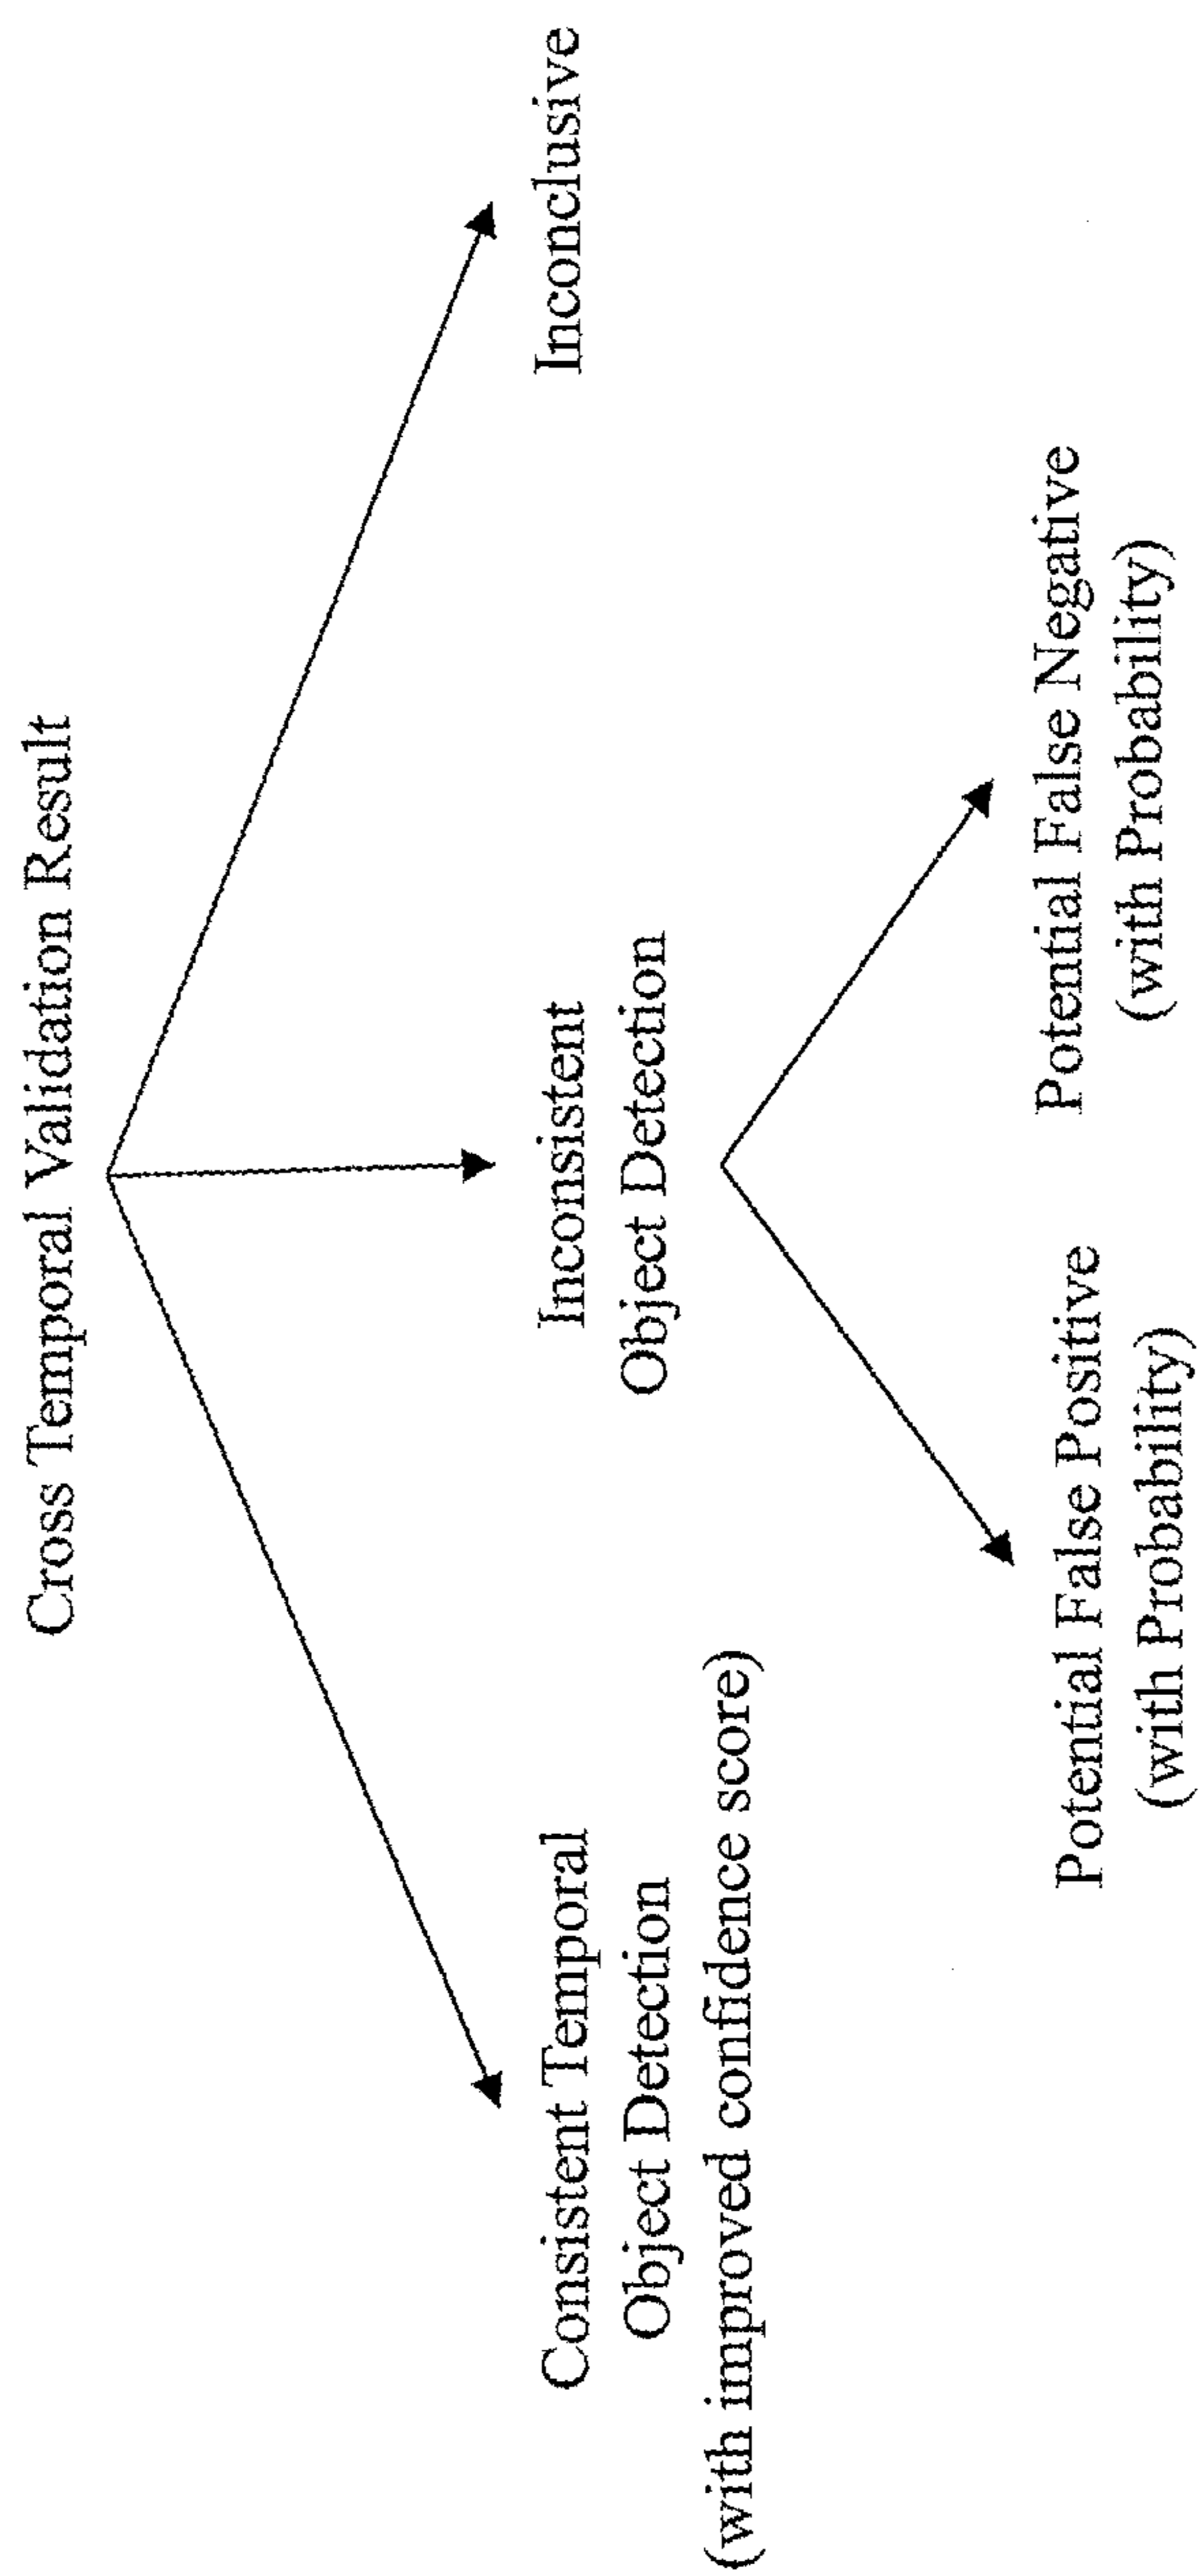 Cross Temporal Validation Result
Consistent Temporal
Object Detection
(with improved confidence score)
Inconsistent
Object Detection
Inconclusive
Potential False Positive
(with Probability)
Potential False Negative
(with Probability)